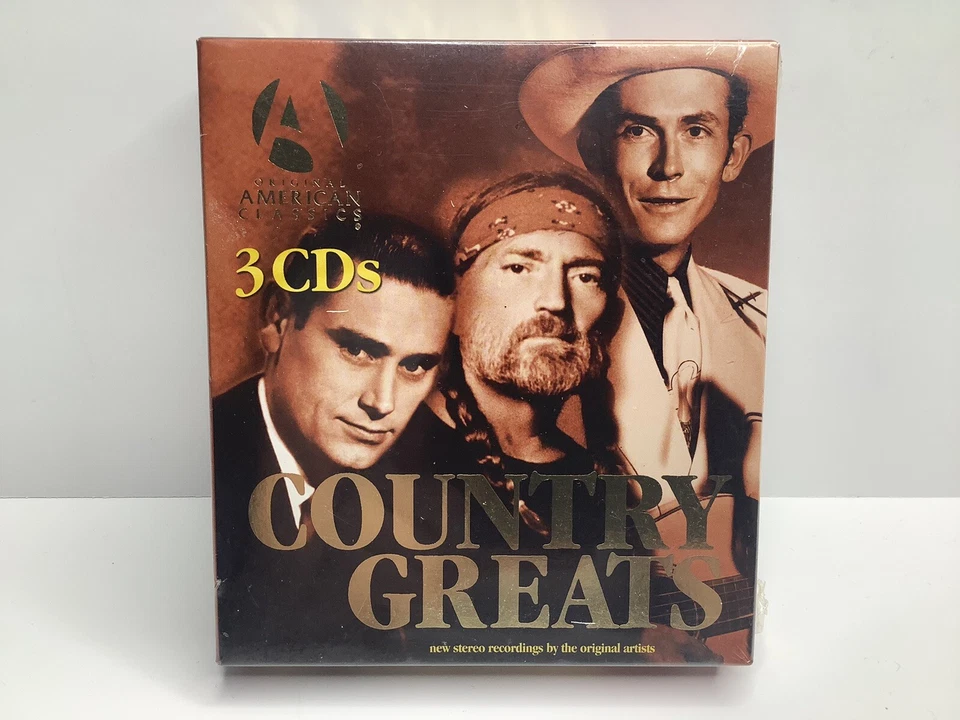 A
ORIGINAL
AMERICAN
CLASSICS®
3 CDs
COUNTRY
GREATS
new stereo recordings by the original artists